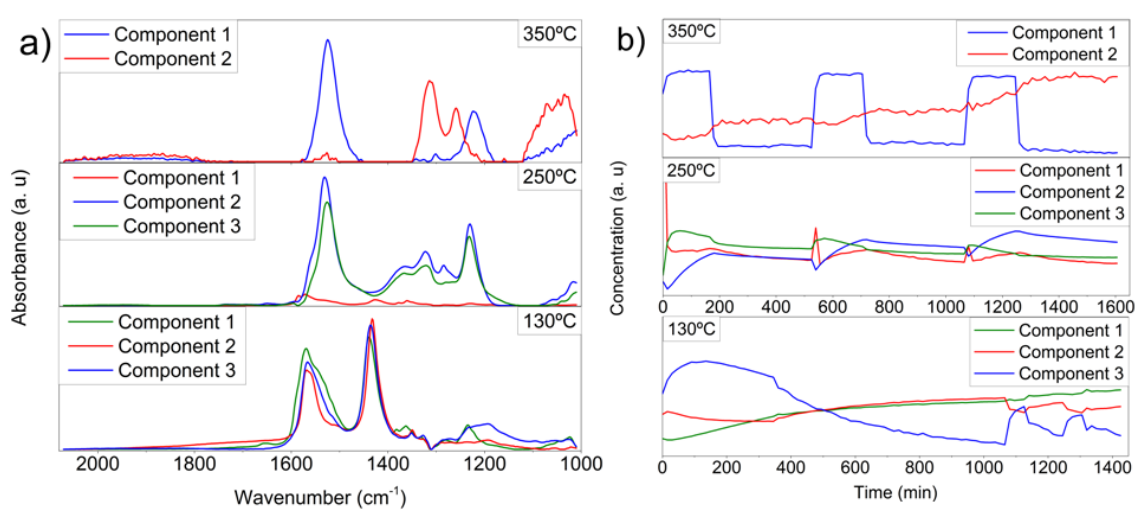 a)
Component 1
Component 2
350ºC
Component 1
Component 2
Component 3
250ºC
Component 1
Component 2
Component 3
130ºC
Absorbance (a. u)
2000 1800 1600 1400 1200 1000
Wavenumber (cm-1)
b)
350ºC
Component 1
Component 2
250ºC
Component 1
Component 2
Component 3
0 200 400 600 800 1000 1200 1400 1600
130ºC
Component 1
Component 2
Component 3
Concentration (a. u)
0 200 400 600 800 1000 1200 1400
Time (min)